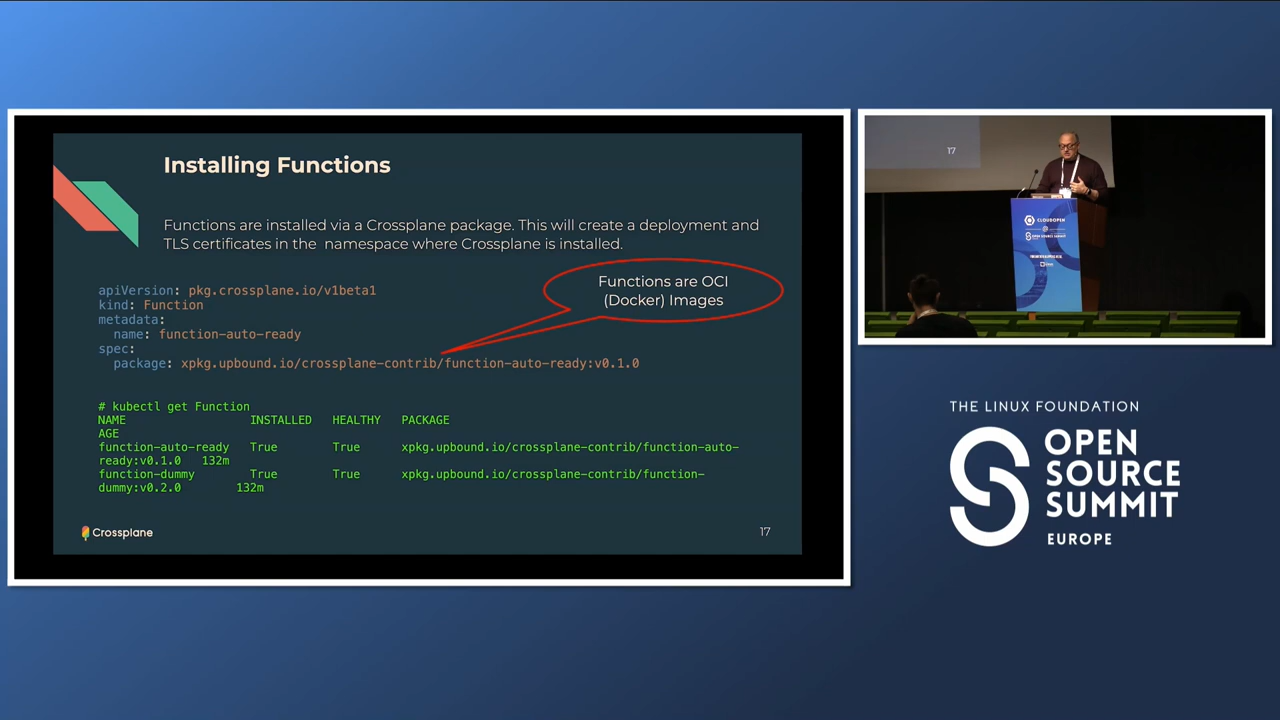 Installing Functions
Functions are installed via a Crossplane package. This will create a deployment and
TLS certificates in the namespace where Crossplane is installed.
Functions are OCI
(Docker) Images
apiVersion: pkg.crossplane.io/v1beta1
kind: Function
metadata:
name: function-auto-ready
spec:
package: xpkg.upbound.io/crossplane-contrib/function-auto-ready:v0.1.0
# kubectl get Function
NAME INSTALLED HEALTHY PACKAGE
AGE
function-auto-ready True True xpkg.upbound.io/crossplane-contrib/function-auto-
ready:v0.1.0 132m
function-dummy True True xpkg.upbound.io/crossplane-contrib/function-
dummy:v0.2.0 132m
Crossplane
17
17
CLOUDOPEN
OPEN SOURCE SUMMIT
THE LINUX FOUNDATION
OPEN
SOURCE
SUMMIT
EUROPE